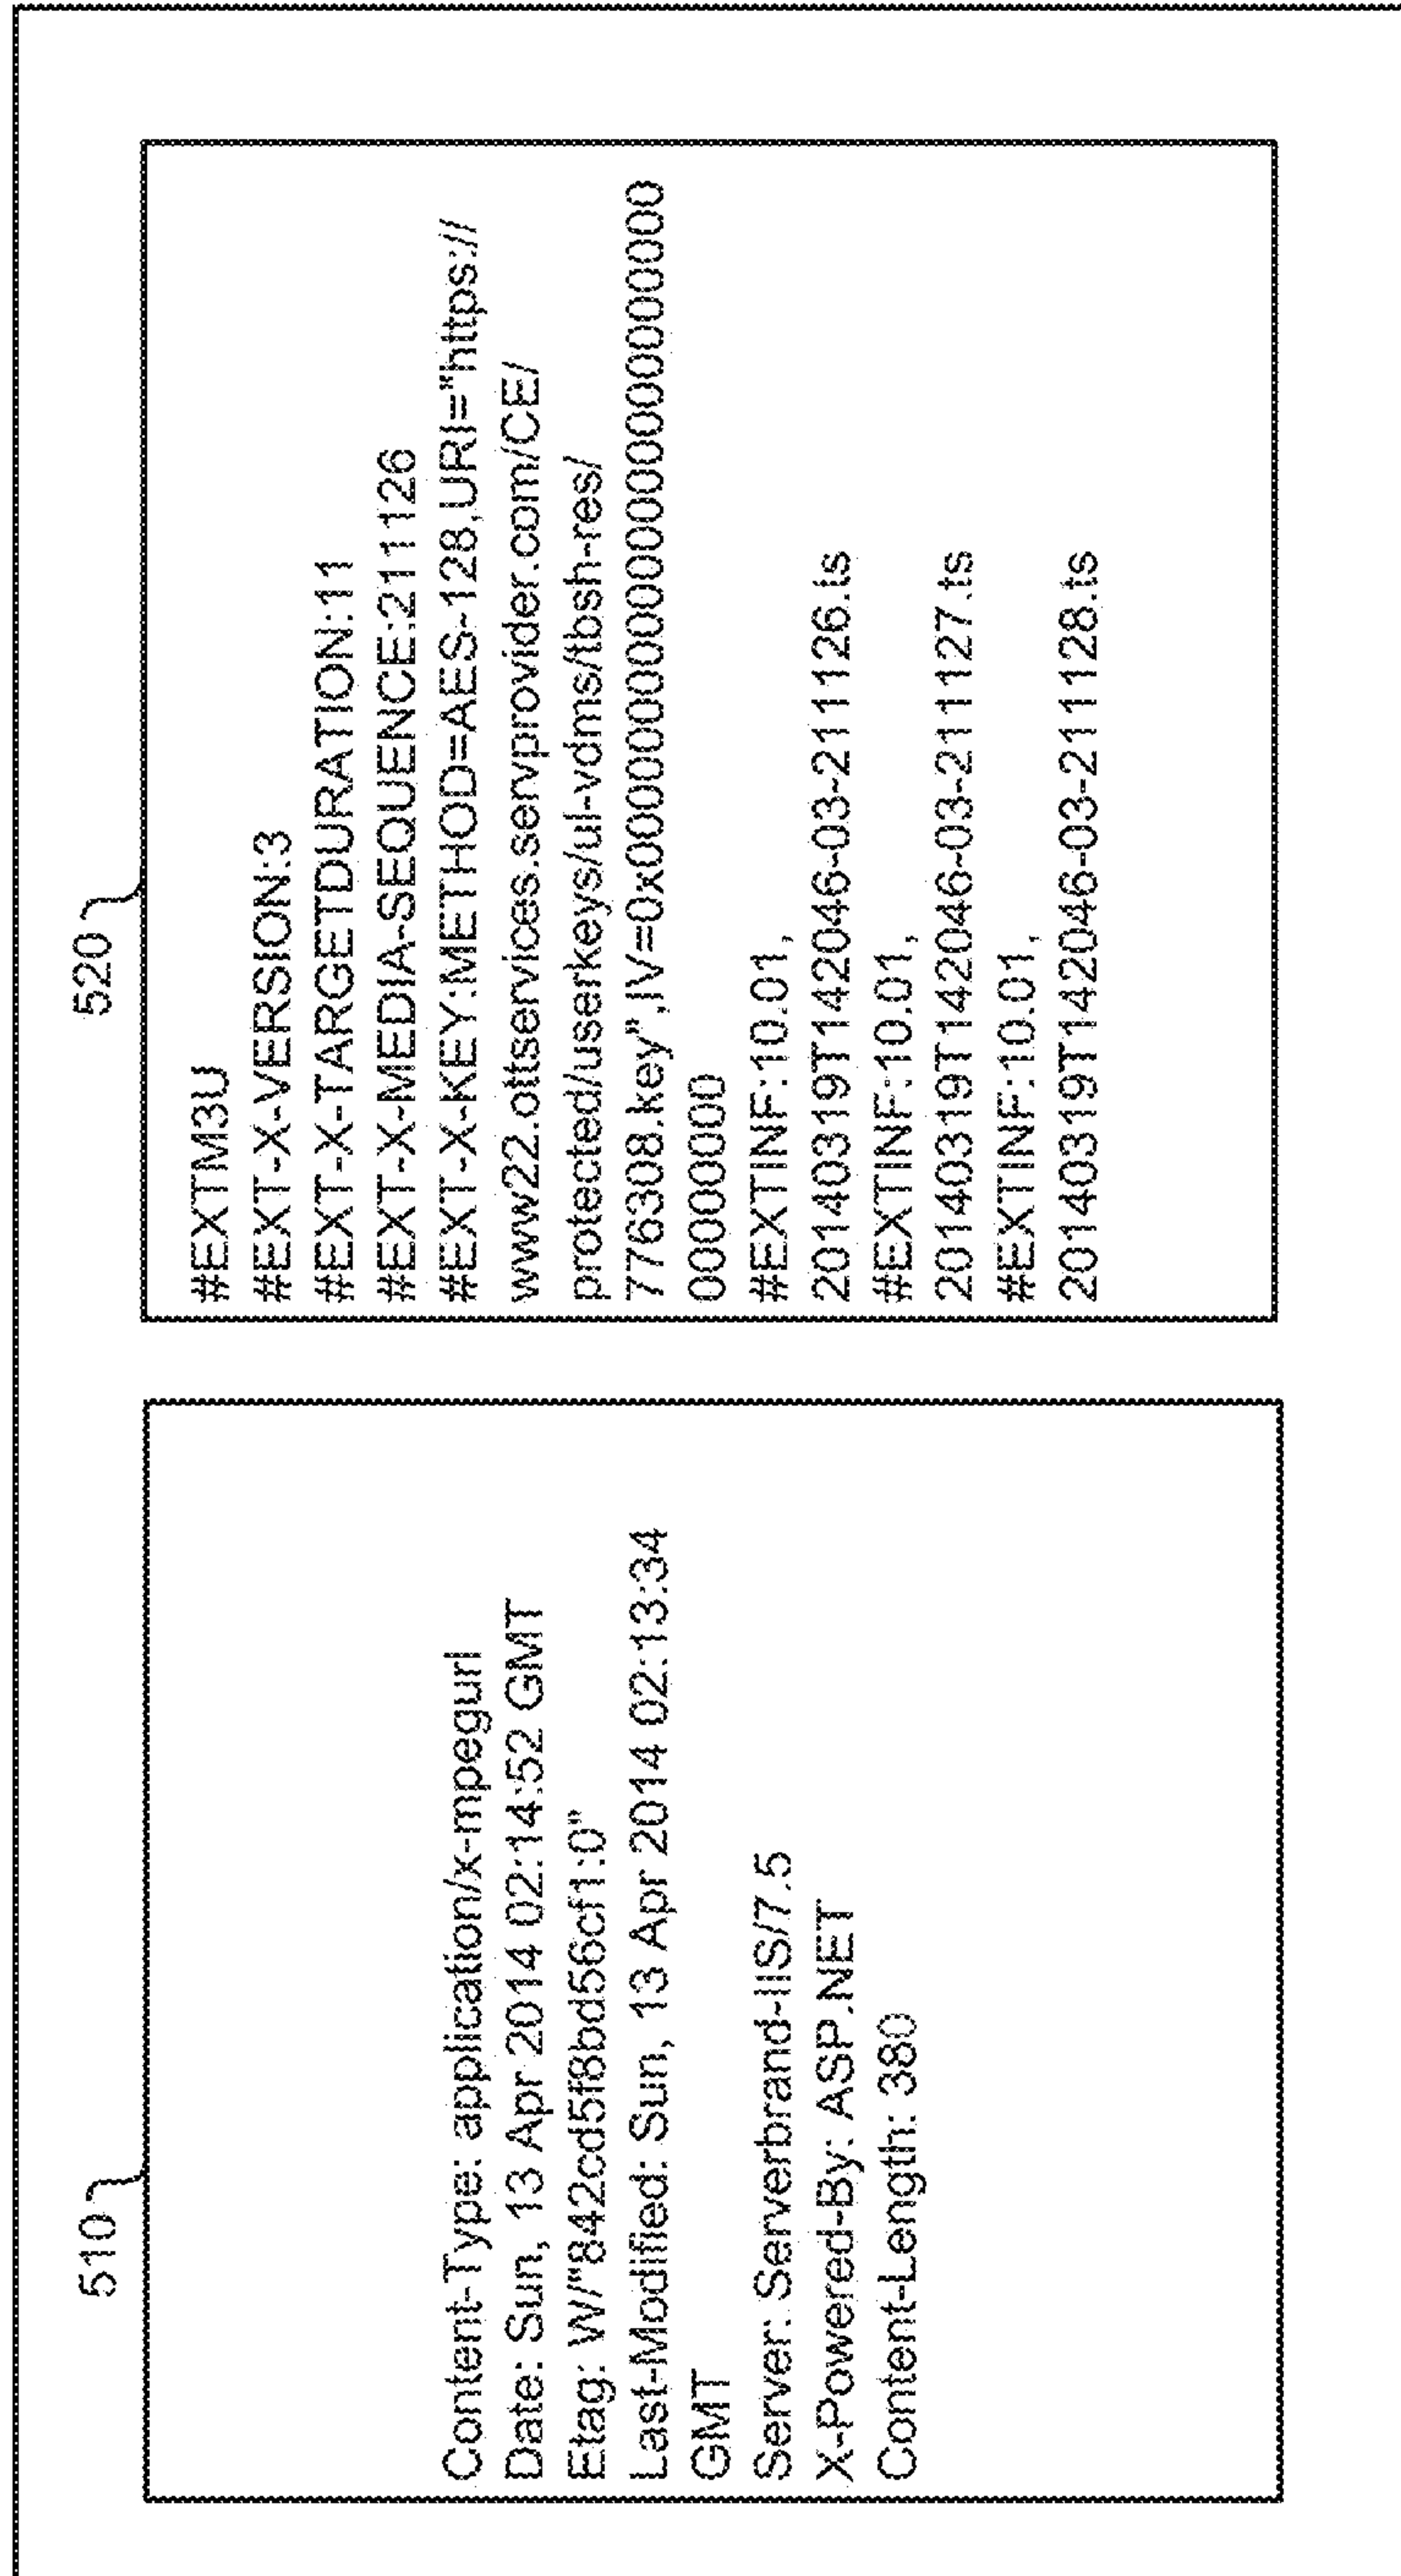 510
Content-Type: application/x-mpegurl
Date: Sun, 13 Apr 2014 02:14:52 GMT
Etag: W/"842cd5f8bd56cf1:0"
Last-Modified: Sun, 13 Apr 2014 02:13:34
GMT
Server: Serverbrand-IIS/7.5
X-Powered-By: ASP.NET
Content-Length: 380
520
#EXTM3U
#EXT-X-VERSION:3
#EXT-X-TARGETDURATION:11
#EXT-X-MEDIA-SEQUENCE:211126
#EXT-X-KEY:METHOD=AES-128,URI="https://
www22.ottservices.servprovider.com/CE/
protected/userkeys/ul-vdms/tbsh-res/
776308.key",IV=0x000000000000000000000000
00000000
#EXTINF:10.01,
20140319T142046-03-211126.ts
#EXTINF:10.01,
20140319T142046-03-211127.ts
#EXTINF:10.01,
20140319T142046-03-211128.ts